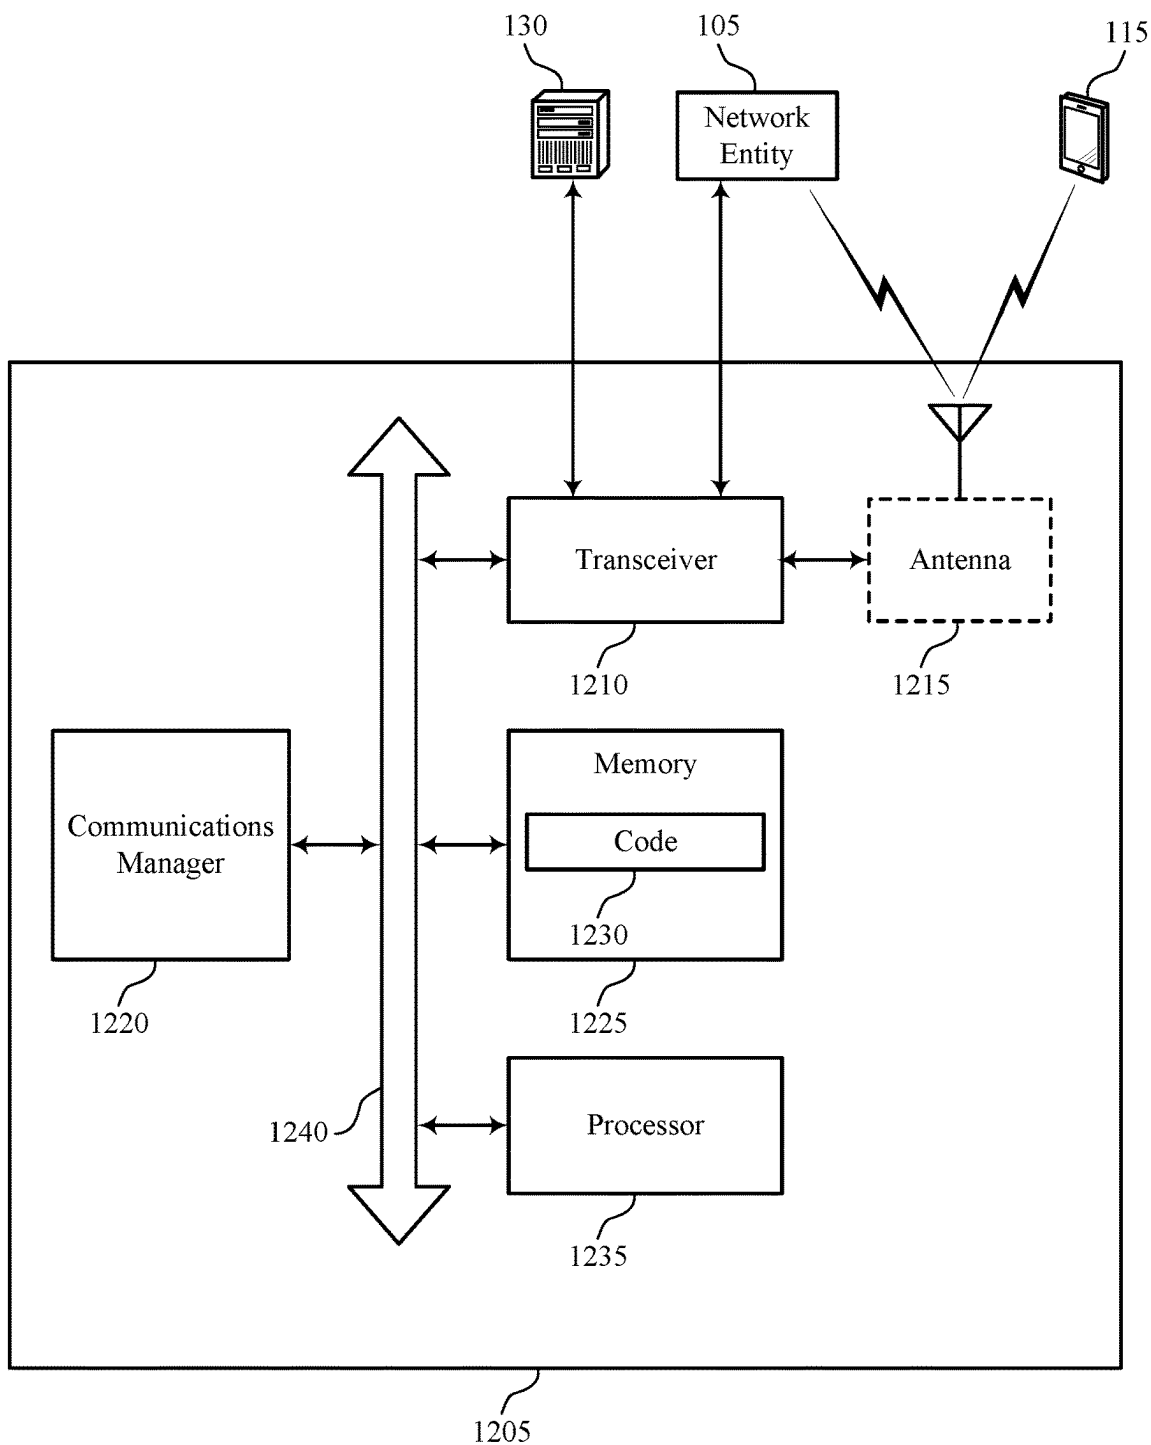 130
105
115
Network
Entity
Transceiver
Antenna
1210
1215
Memory
Communications
Manager
Code
1230
1220
1225
1240
Processor
1235
1205